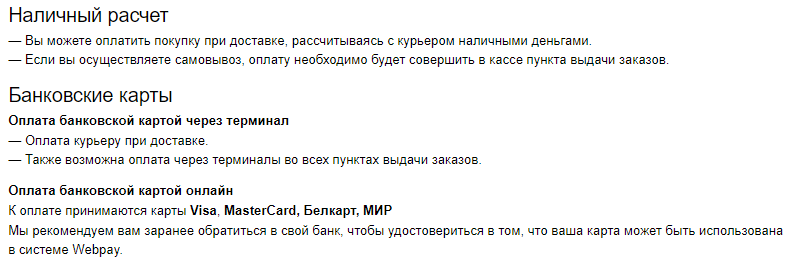 Наличный расчет
— Вы можете оплатить покупку при доставке, рассчитываясь с курьером наличными деньгами.
— Если вы осуществляете самовывоз, оплату необходимо будет совершить в кассе пункта выдачи заказов.
Банковские карты
Оплата банковской картой через терминал
— Оплата курьеру при доставке.
— Также возможна оплата через терминалы во всех пунктах выдачи заказов.
Оплата банковской картой онлайн
К оплате принимаются карты Visa, MasterCard, Белкарт, МИР
Мы рекомендуем вам заранее обратиться в свой банк, чтобы удостовериться в том, что ваша карта может быть использована
в системе Webpay.